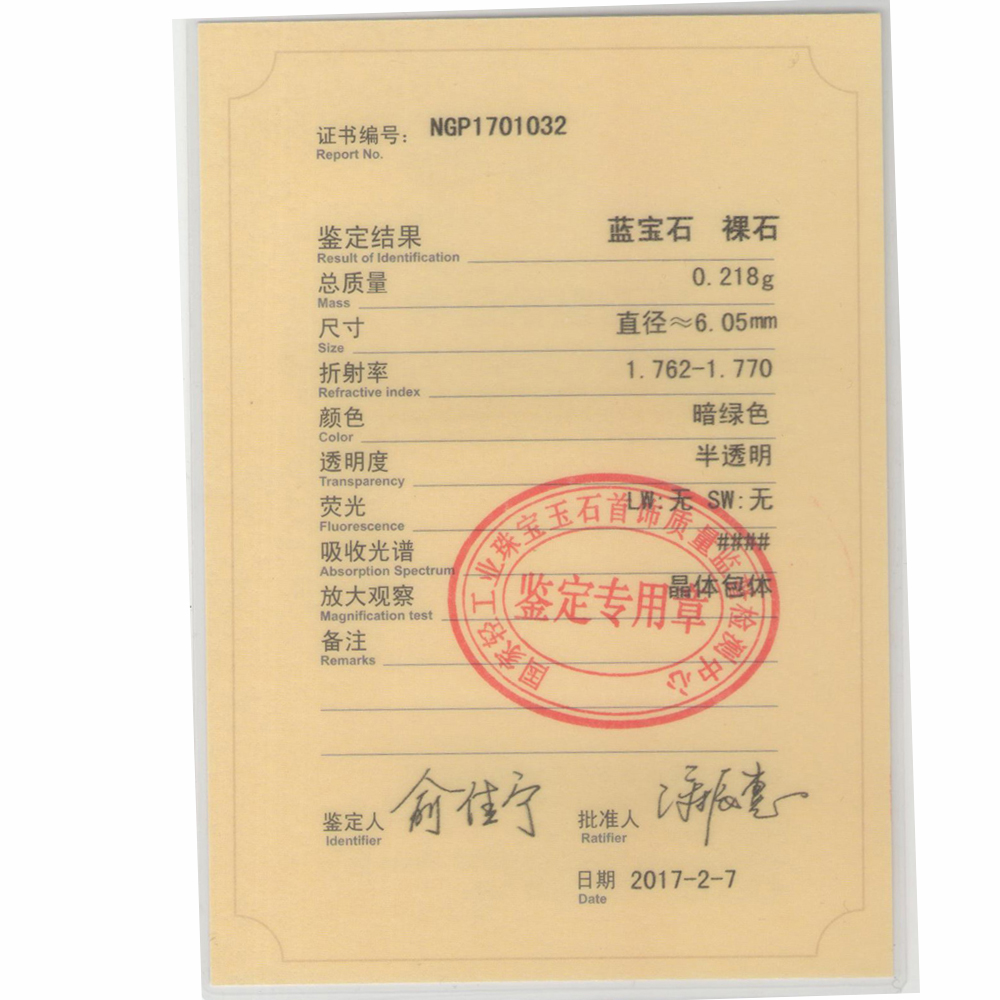 证书编号： NGP1701032
Report No.
鉴定结果 蓝宝石 裸石
Result of Identification
总质量 0.218g
Mass
尺寸 直径≈6.05mm
Size
折射率 1.762-1.770
Refractive index
颜色 暗绿色
Color
透明度 半透明
Transparency
荧光 LW:无 SW:无
Fluorescence
吸收光谱 ####
Absorption Spectrum
放大观察 晶体包体
Magnification test
备注
Remarks
国家轻工业珠宝玉石首饰质量监督检测中心
鉴定专用章
鉴定人 俞佳宁
Identifier
批准人
Ratifier
日期 2017-2-7
Date